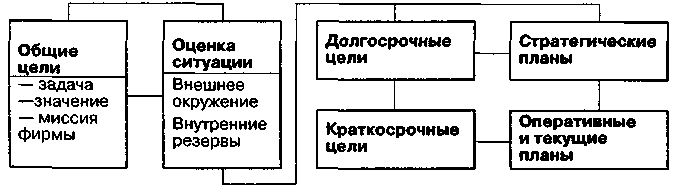 Общие
цели
— задача
—значение
— миссия
фирмы
Оценка
ситуации
Внешнее
окружение
Внутренние
резервы
Долгосрочные
цели
Стратегические
планы
Краткосрочные
цели
Оперативные
и текущие
планы